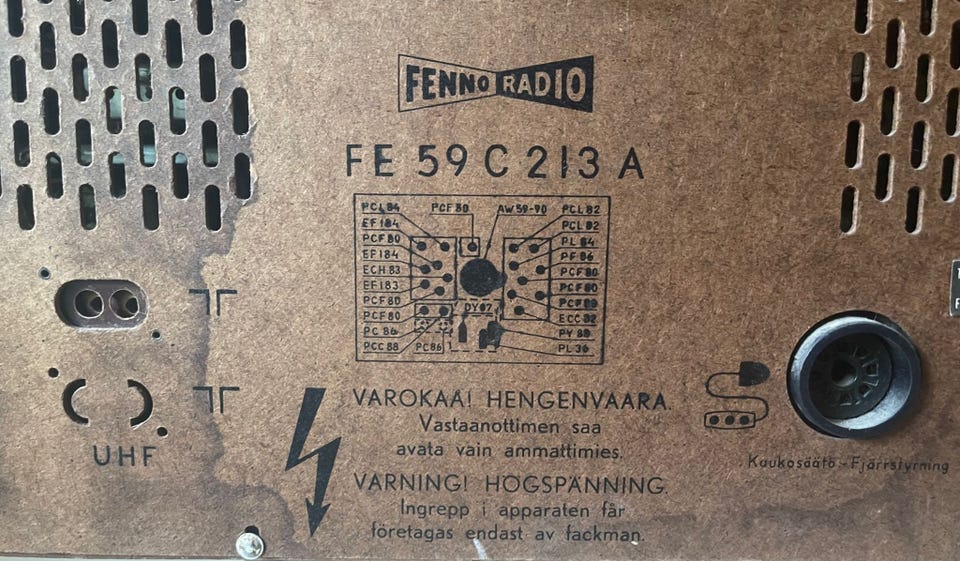 FENNO RADIO
FE 59 C 213 A
PCL 84
PCF 80
AW 59-90
PCL 82
EF 184
PCL 82
PCF 80
PL 84
EF 184
PF 86
ECH 83
PCF 80
EF 183
PCF 80
PCF 80
PCF 80
PCF 80
DY 87
ECC 82
PC 86
PY 88
PCC 88
PC 86
PL 36
UHF
VAROKAA! HENGENVAARA.
Vastaanottimen saa
avata vain ammattimies.
VARNING! HÖGSPÄNNING.
Ingrepp i apparaten får
företagas endast av fackman.
Kaukosäätö - Fjärrstyrning